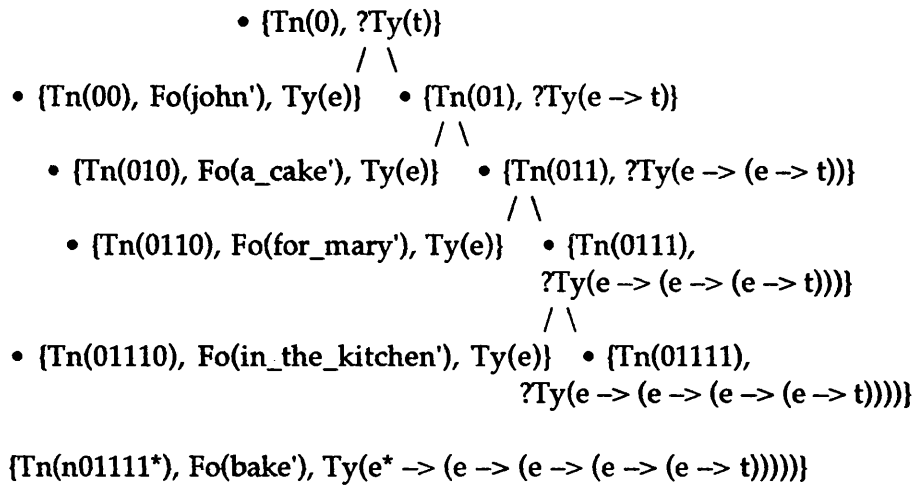 • {Tn(0), ?Ty(t)}
/ \
• {Tn(00), Fo(john'), Ty(e)} • {Tn(01), ?Ty(e –> t)}
/ \
• {Tn(010), Fo(a_cake'), Ty(e)} • {Tn(011), ?Ty(e –> (e –> t))}
/ \
• {Tn(0110), Fo(for_mary'), Ty(e)} • {Tn(0111),
?Ty(e –> (e –> (e –> t)))}
/ \
• {Tn(01110), Fo(in_the_kitchen'), Ty(e)} • {Tn(01111),
?Ty(e –> (e –> (e –> (e –> t))))}
{Tn(n01111*), Fo(bake'), Ty(e* –> (e –> (e –> (e –> (e –> t)))))}